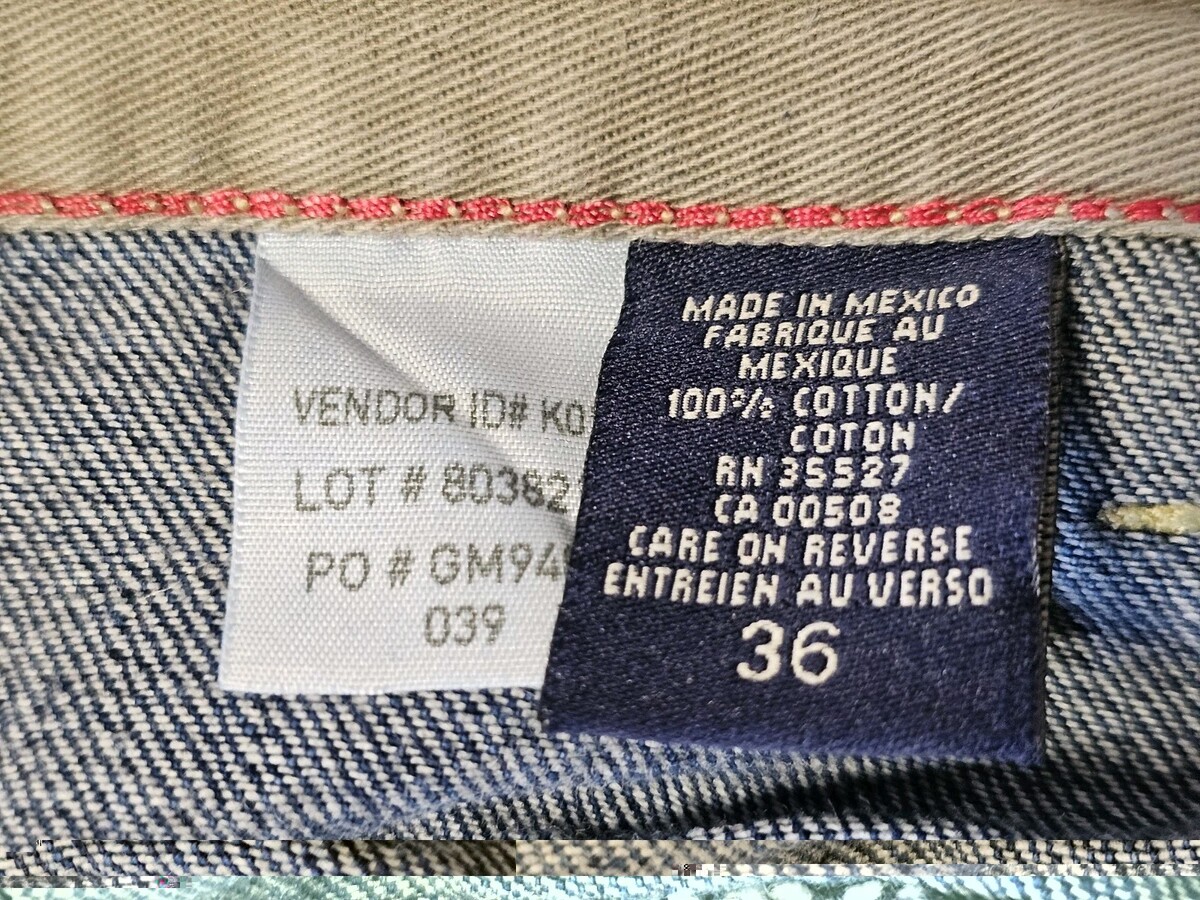 VENDOR ID# K0
LOT # 80382
PO # GM94
039
MADE IN MEXICO
FABRIQUE AU
MEXIQUE
100% COTTON/
COTON
RN 35527
CA 00508
CARE ON REVERSE
ENTREIEN AU VERSO
36